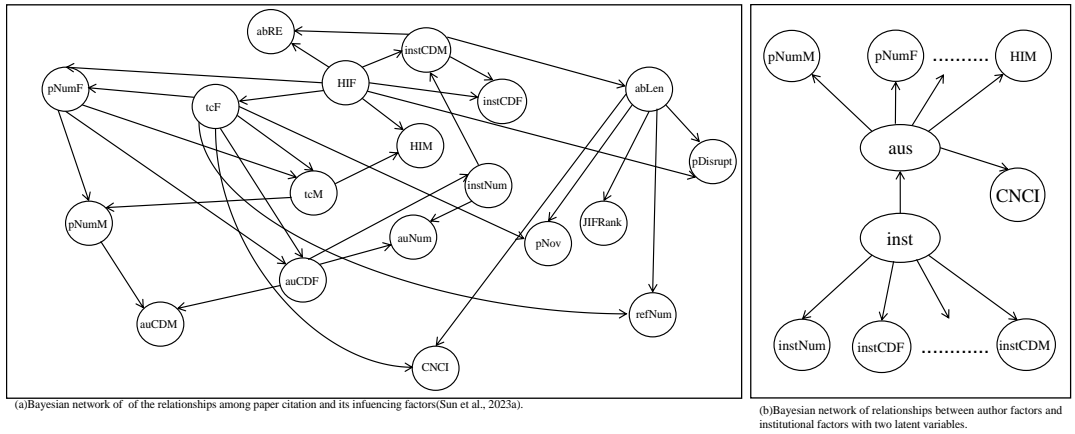 abRE
instCDM
pNumF
HIF
abLen
tcF
instCDF
HIM
pDisrupt
tcM
instNum
pNumM
auNum
pNov
JIFRank
auCDF
auCDM
refNum
CNCI
(a)Bayesian network of of the relationships among paper citation and its infuencing factors(Sun et al., 2023a).
pNumM
pNumF
..........
HIM
aus
CNCI
inst
instNum
instCDF
............
instCDM
(b)Bayesian network of relationships between author factors and
institutional factors with two latent variables.